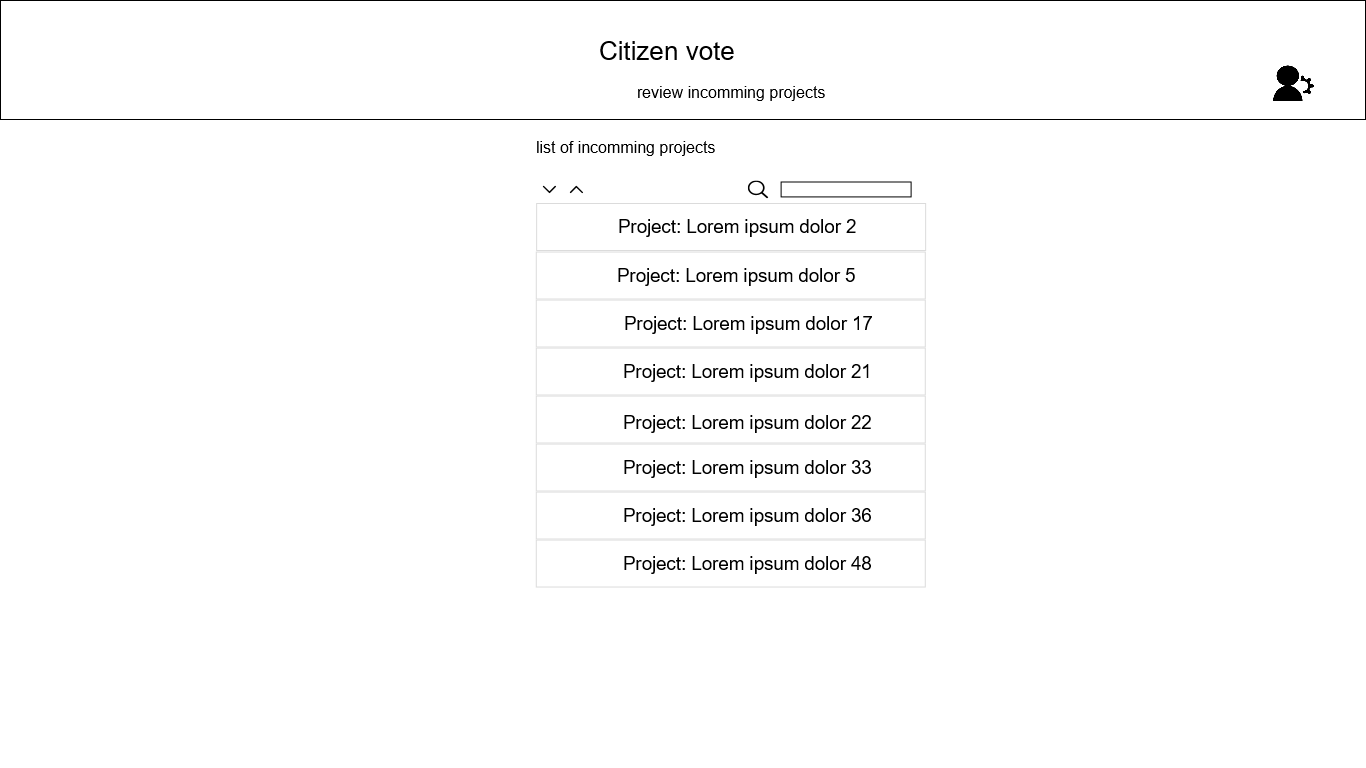 Citizen vote
review incomming projects
list of incomming projects
Project: Lorem ipsum dolor 2
Project: Lorem ipsum dolor 5
Project: Lorem ipsum dolor 17
Project: Lorem ipsum dolor 21
Project: Lorem ipsum dolor 22
Project: Lorem ipsum dolor 33
Project: Lorem ipsum dolor 36
Project: Lorem ipsum dolor 48